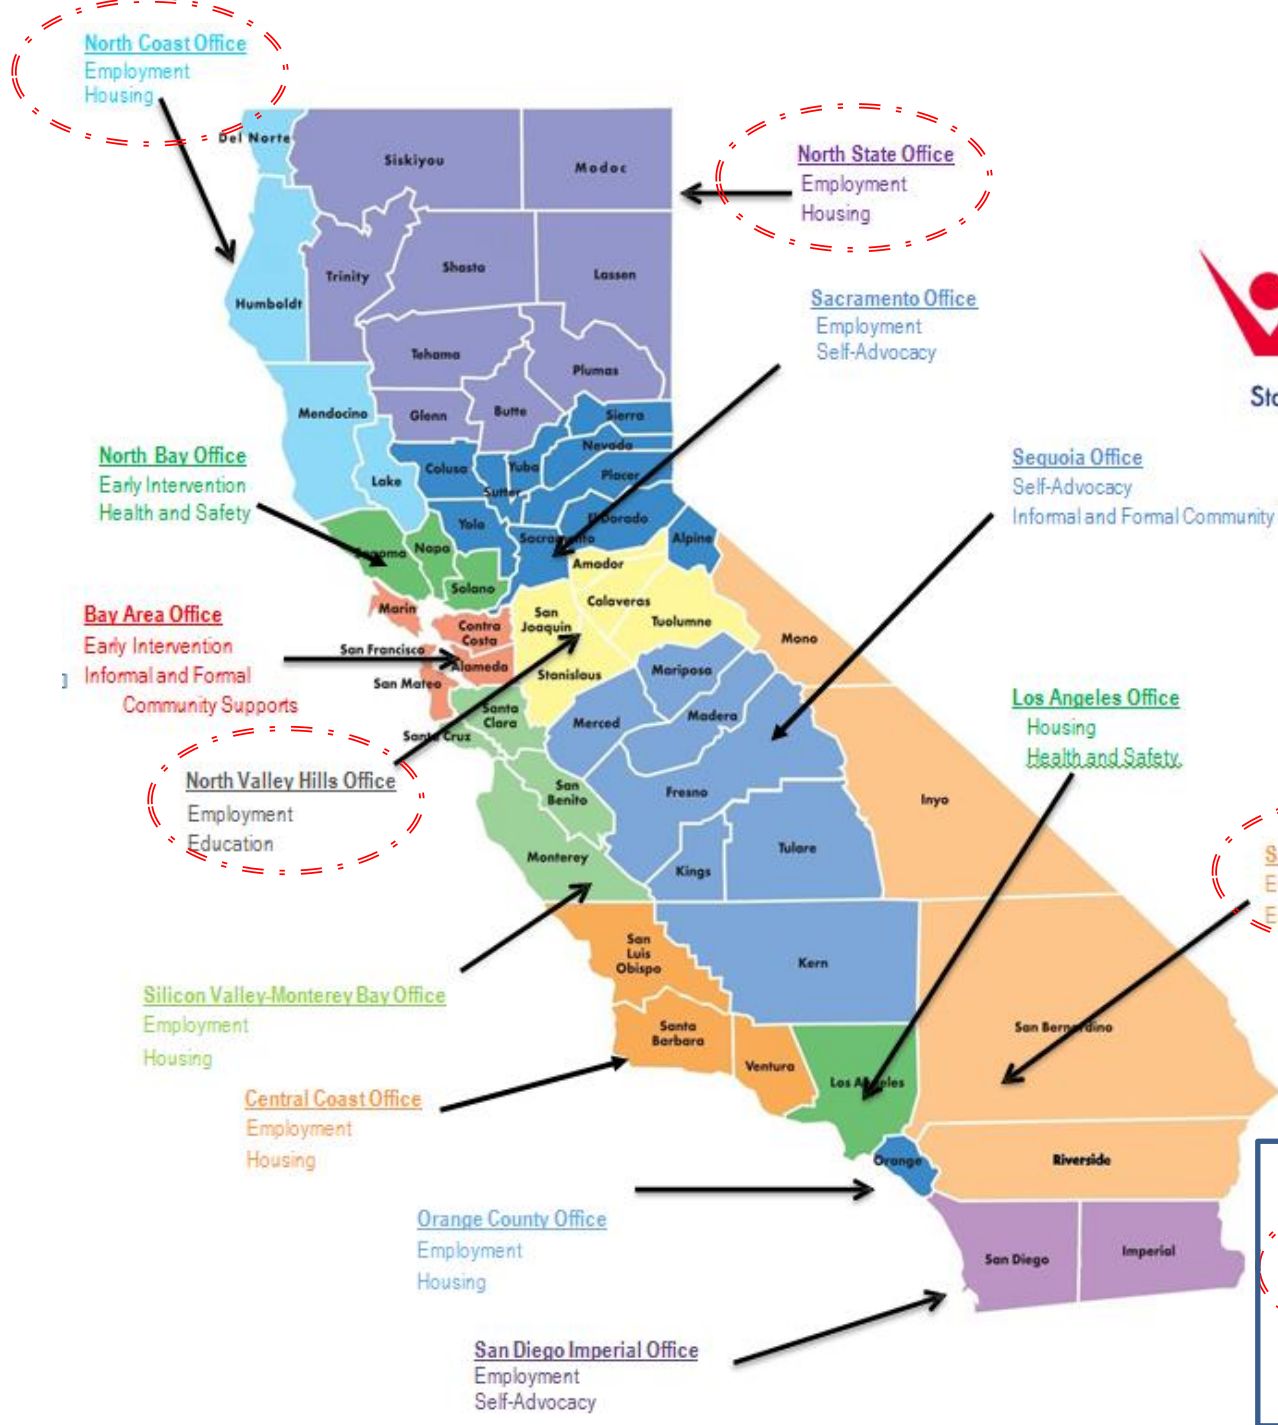 North Coast Office
Employment
Housing
Del Norte
Siskiyou
Modoc
North State Office
Employment
Housing
Trinity
Shasta
Lassen
Humboldt
Sacramento Office
Employment
Self-Advocacy
Tehama
Plumas
Mendocino
Glenn
Butte
Sierra
Nevada
North Bay Office
Early Intervention
Health and Safety
Lake
Colusa
Sutter
Yuba
Placer
Sequoia Office
Self-Advocacy
Informal and Formal Community
Yolo
El Dorado
Sacramento
Alpine
Sonoma
Napa
Amador
Solano
Calaveras
Bay Area Office
Early Intervention
Informal and Formal
Community Supports
Marin
Contra
Costa
San
Joaquin
Tuolumne
Mono
San Francisco
Alameda
San Mateo
Stanislaus
Mariposa
Santa
Clara
Merced
Madera
Los Angeles Office
Housing
Health and Safety.
Santa Cruz
North Valley Hills Office
Employment
Education
San
Benito
Fresno
Inyo
Monterey
Kings
Tulare
San
Luis
Obispo
Kern
Silicon Valley-Monterey Bay Office
Employment
Housing
Santa
Barbara
San Bernardino
Ventura
Los Angeles
Central Coast Office
Employment
Housing
Orange
Riverside
Orange County Office
Employment
Housing
San Diego
Imperial
San Diego Imperial Office
Employment
Self-Advocacy